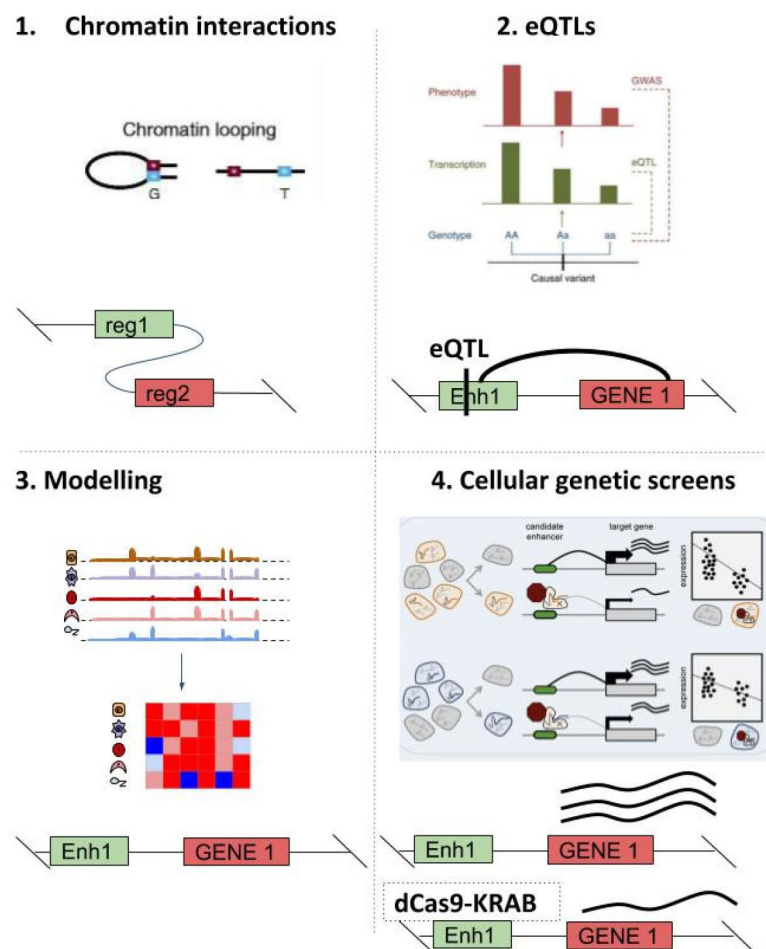 1. Chromatin interactions
Chromatin looping
G T
reg1
reg2
2. eQTLs
Phenotype
GWAS
Transcription
eQTL
Genotype AA Aa aa
Causal variant
eQTL
Enh1 GENE 1
3. Modelling
Enh1 GENE 1
4. Cellular genetic screens
candidate enhancer
target gene
expression
expression
Enh1 GENE 1
dCas9-KRAB
Enh1 GENE 1